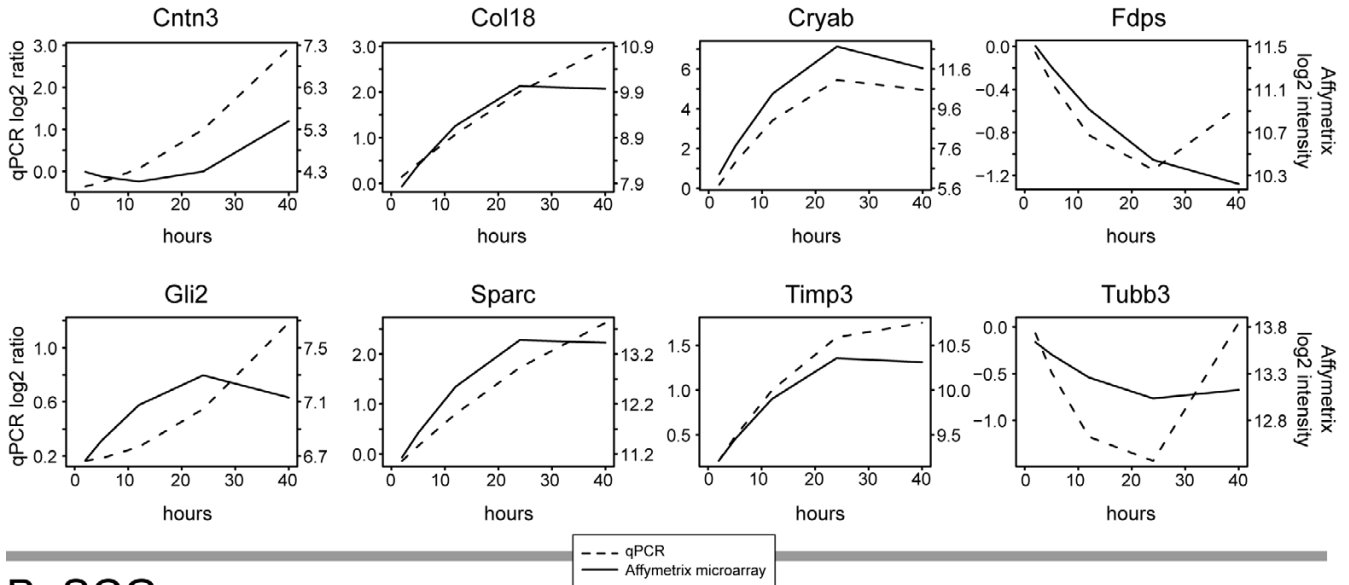 Cntn3 Col18 Cryab Fdps
qPCR log2 ratio
3.0 2.0 1.0 0.0
7.3 6.3 5.3 4.3
3.0 2.0 1.0 0.0
10.9 9.9 8.9 7.9
6 4 2 0
11.6 9.6 7.6 5.6
0.0 −0.4 −0.8 −1.2
11.5 11.1 10.7 10.3
Affymetrix
log2 intensity
0 10 20 30 40 0 10 20 30 40 0 10 20 30 40 0 10 20 30 40
hours hours hours hours
Gli2 Sparc Timp3 Tubb3
qPCR log2 ratio
1.0 0.6 0.2
7.5 7.1 6.7
2.0 1.0 0.0
13.2 12.2 11.2
1.5 1.0 0.5
10.5 10.0 9.5
0.0 −0.5 −1.0
13.8 13.3 12.8
Affymetrix
log2 intensity
0 10 20 30 40 0 10 20 30 40 0 10 20 30 40 0 10 20 30 40
hours hours hours hours
qPCR
Affymetrix microarray